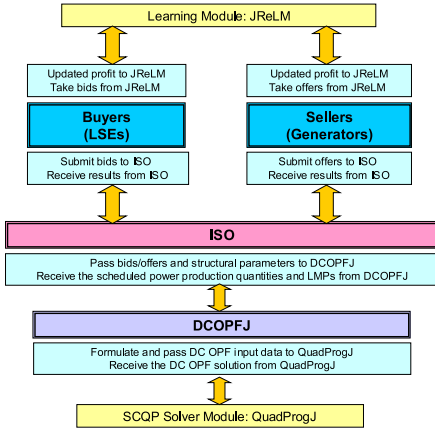 Learning Module: JReLM
Updated profit to JReLM
Take bids from JReLM
Updated profit to JReLM
Take offers from JReLM
Buyers
(LSEs)
Sellers
(Generators)
Submit bids to ISO
Receive results from ISO
Submit offers to ISO
Receive results from ISO
ISO
Pass bids/offers and structural parameters to DCOPFJ
Receive the scheduled power production quantities and LMPs from DCOPFJ
DCOPFJ
Formulate and pass DC OPF input data to QuadProgJ
Receive the DC OPF solution from QuadProgJ
SCQP Solver Module: QuadProgJ